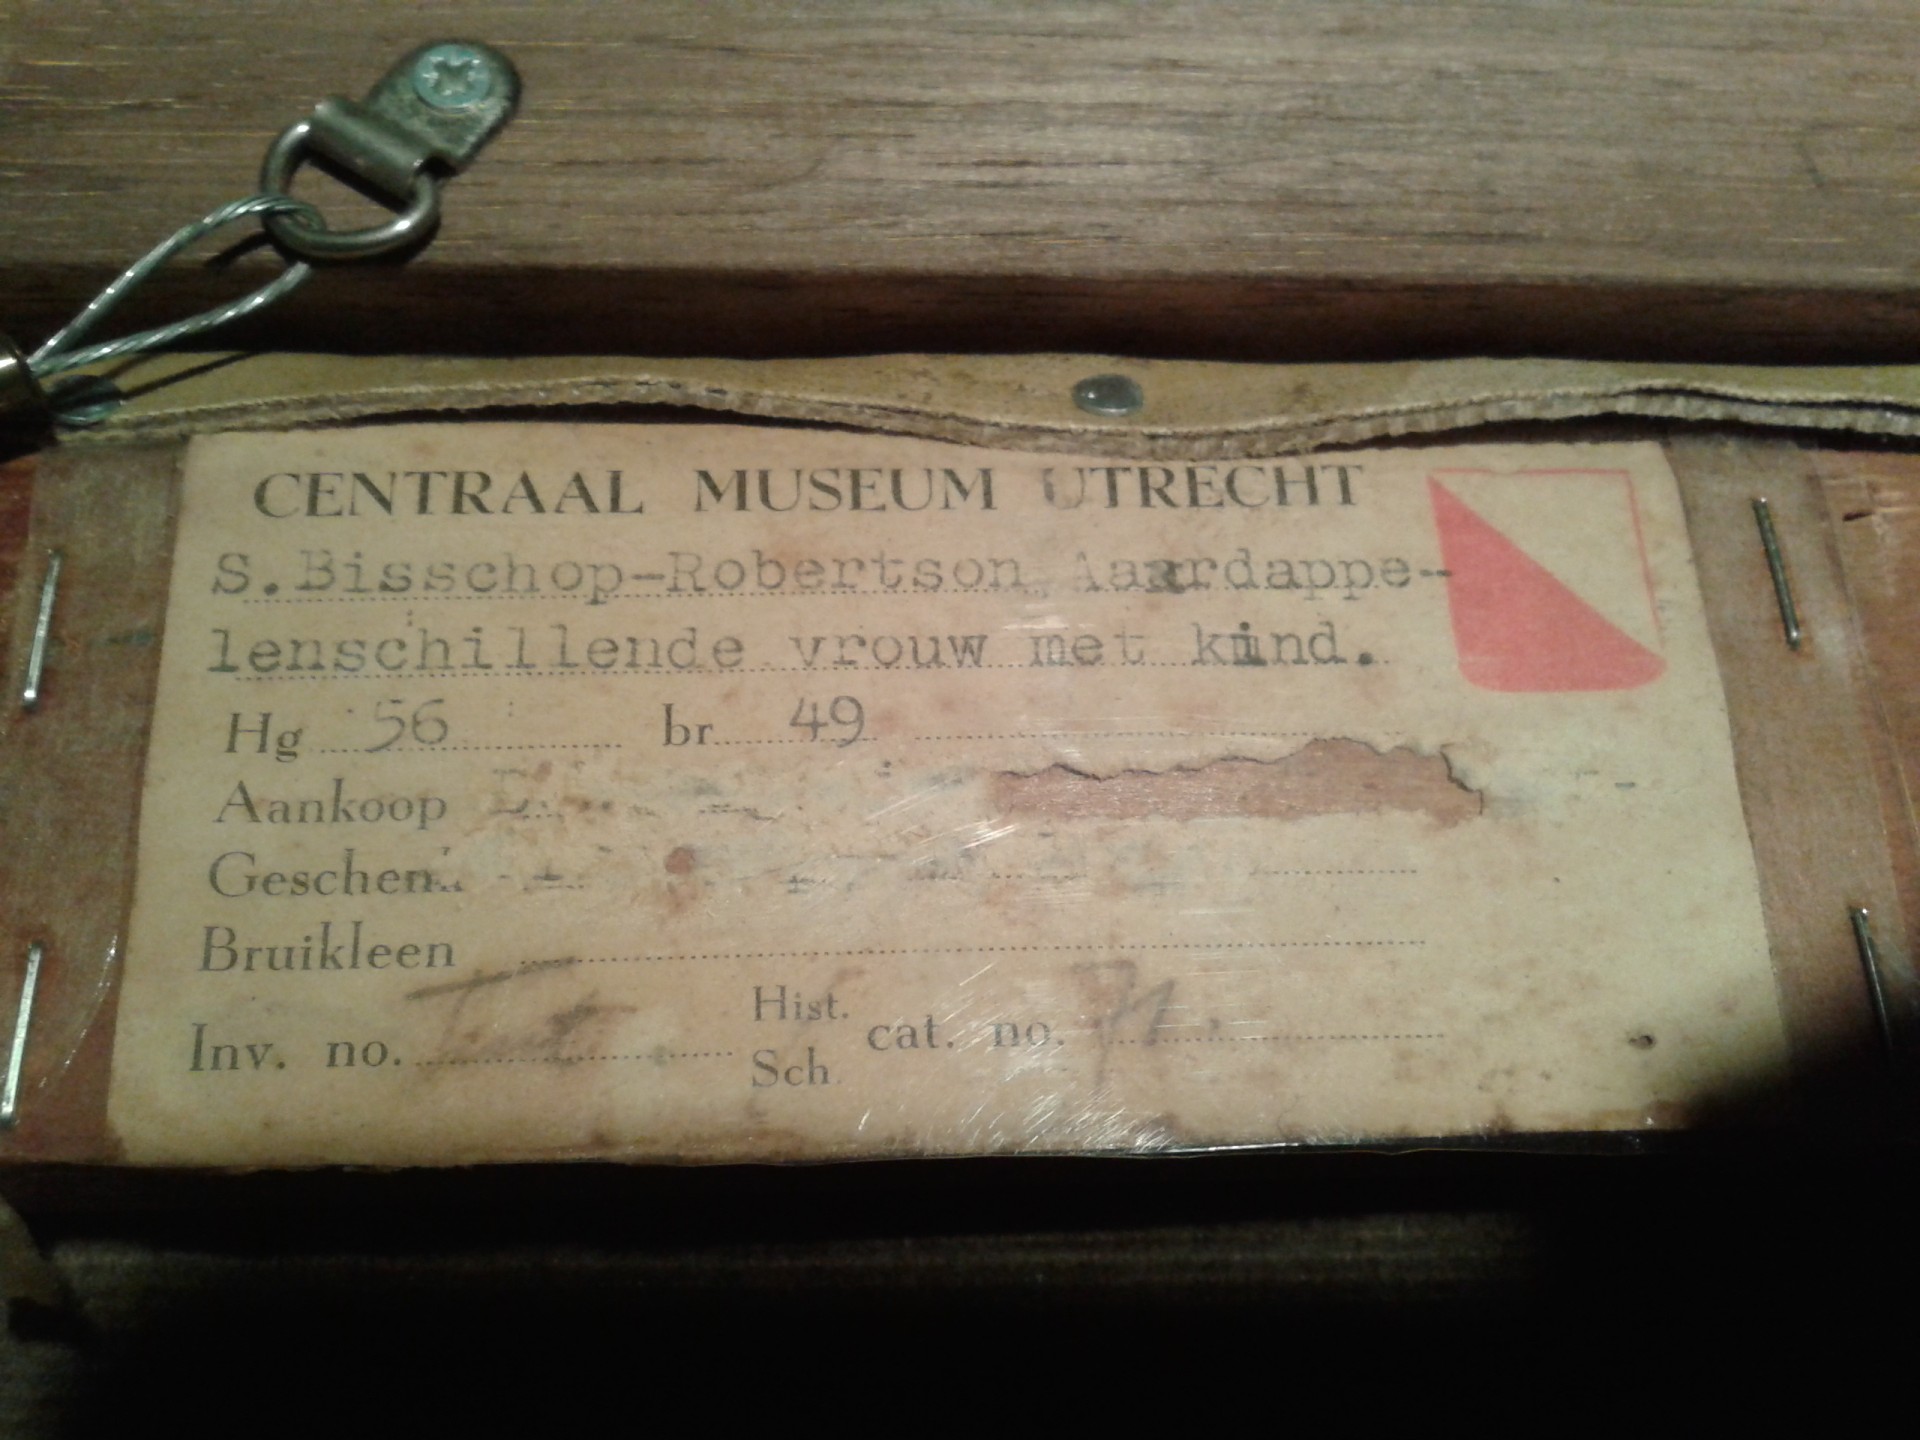 CENTRAAL MUSEUM UTRECHT
S.Bisschop-Robertson, Aardappe-
lenschillende vrouw met kind.
Hg 56 br 49
Aankoop
Geschenk
Bruikleen
Inv. no. Hist. Sch. cat. no. 71